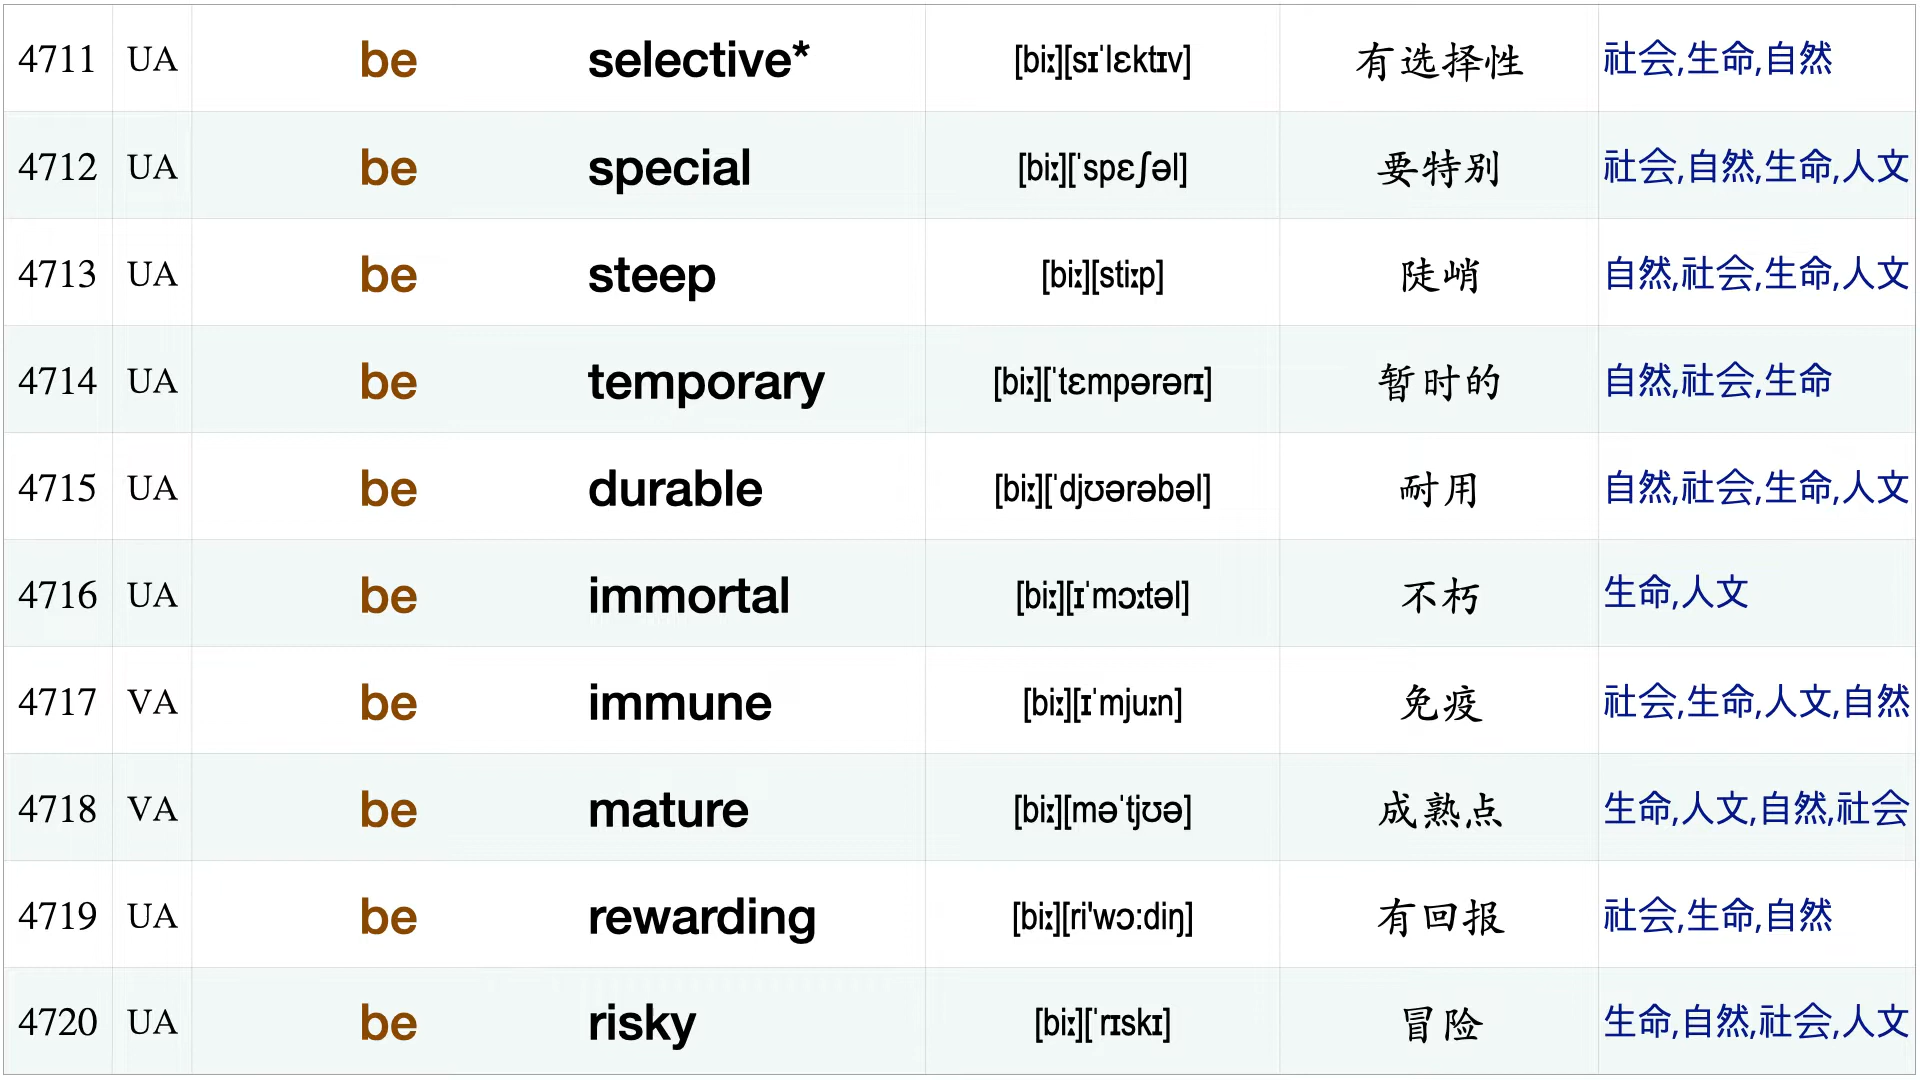 4711 UA be selective* [biː][sɪˈlɛktɪv] 有选择性 社会,生命,自然
4712 UA be special [biː][ˈspɛʃəl] 要特别 社会,自然,生命,人文
4713 UA be steep [biː][stiːp] 陡峭 自然,社会,生命,人文
4714 UA be temporary [biː][ˈtɛmpərərɪ] 暂时的 自然,社会,生命
4715 UA be durable [biː][ˈdjʊərəbəl] 耐用 自然,社会,生命,人文
4716 UA be immortal [biː][ɪˈmɔːtəl] 不朽 生命,人文
4717 VA be immune [biː][ɪˈmjuːn] 免疫 社会,生命,人文,自然
4718 VA be mature [biː][məˈtjʊə] 成熟点 生命,人文,自然,社会
4719 UA be rewarding [biː][ri'wɔ:diŋ] 有回报 社会,生命,自然
4720 UA be risky [biː][ˈrɪskɪ] 冒险 生命,自然,社会,人文